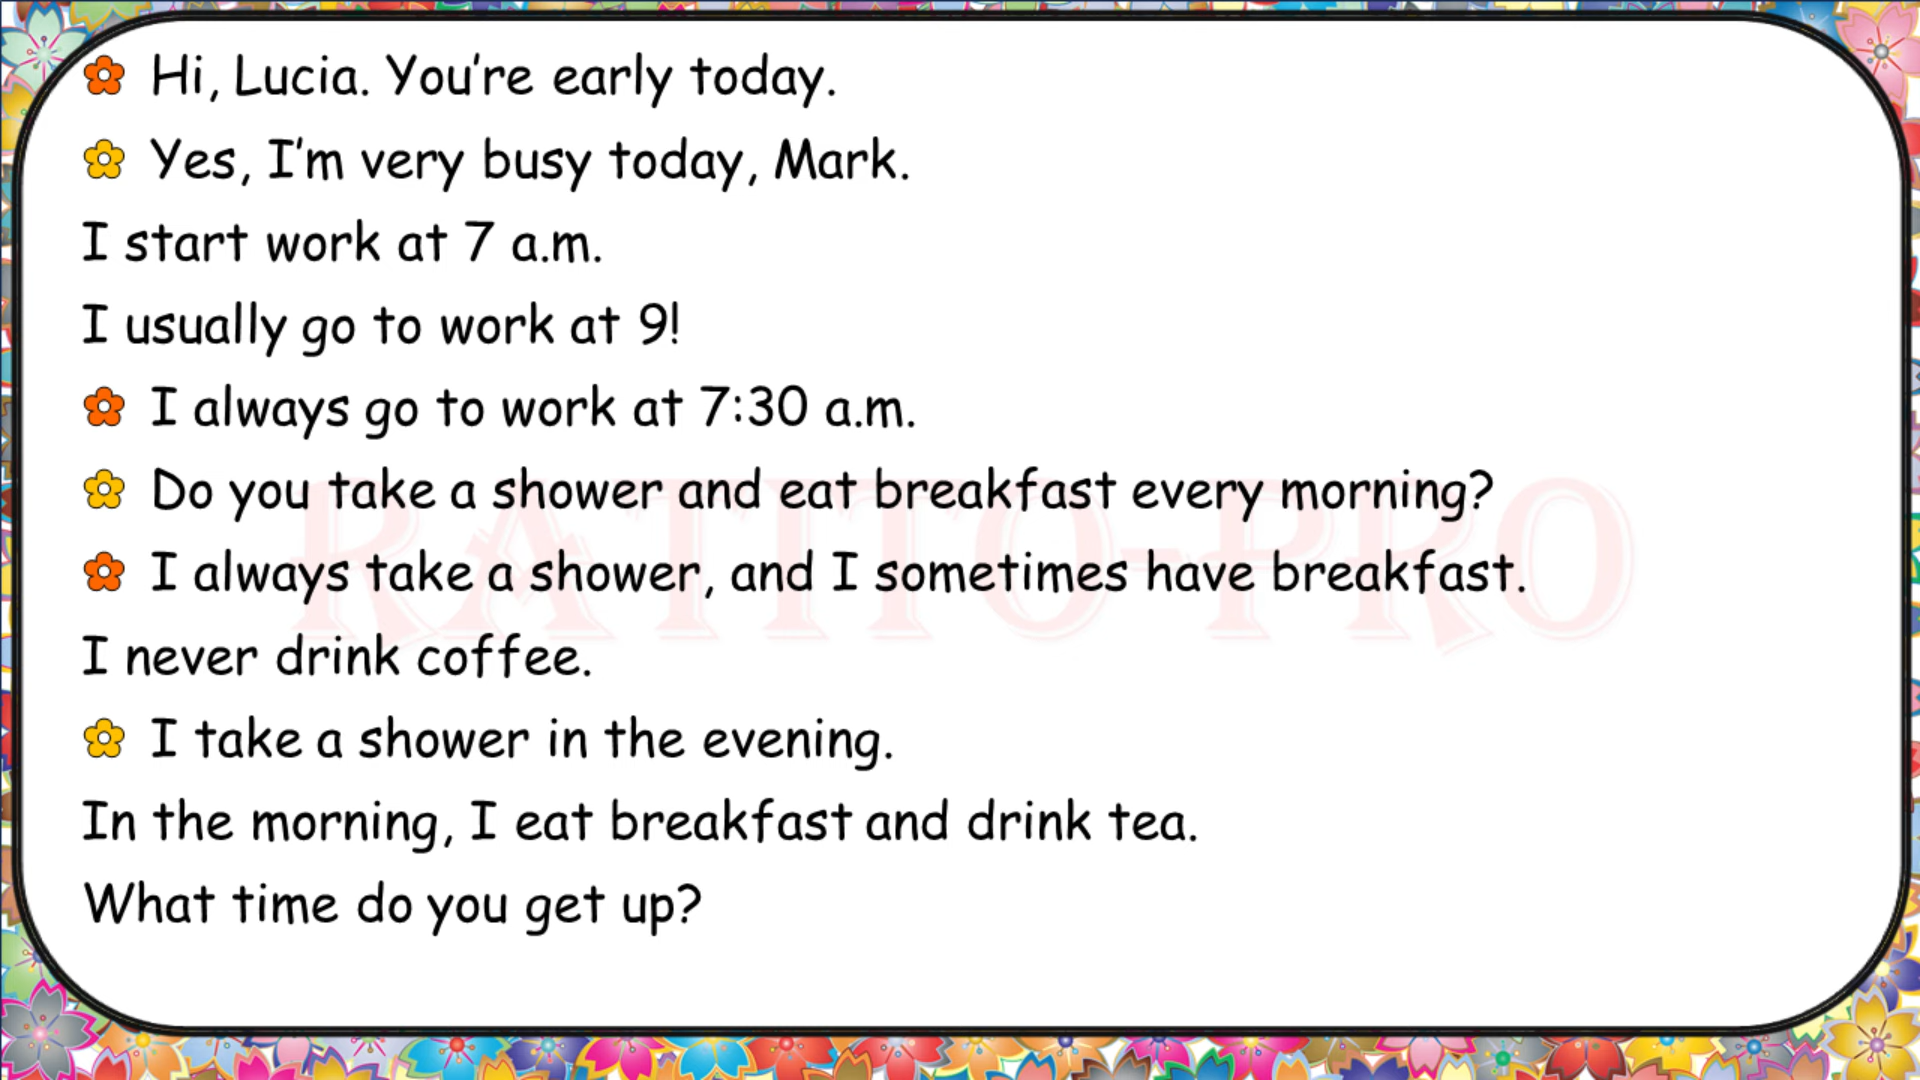 Hi, Lucia. You’re early today.
Yes, I’m very busy today, Mark.
I start work at 7 a.m.
I usually go to work at 9!
I always go to work at 7:30 a.m.
Do you take a shower and eat breakfast every morning?
I always take a shower, and I sometimes have breakfast.
I never drink coffee.
I take a shower in the evening.
In the morning, I eat breakfast and drink tea.
What time do you get up?
RATITO-PRO